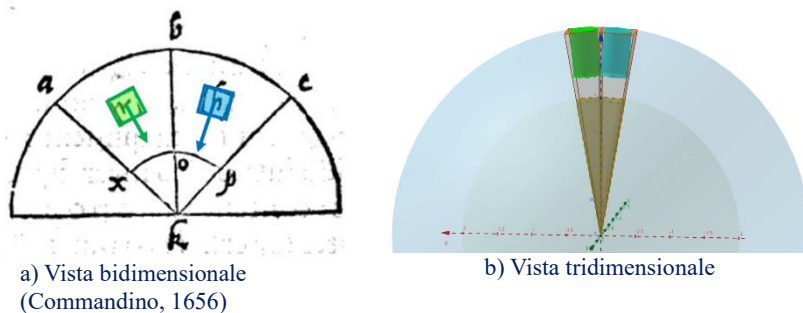 b
a
c
o
x
p
k
a) Vista bidimensionale
(Commandino, 1656)
b) Vista tridimensionale